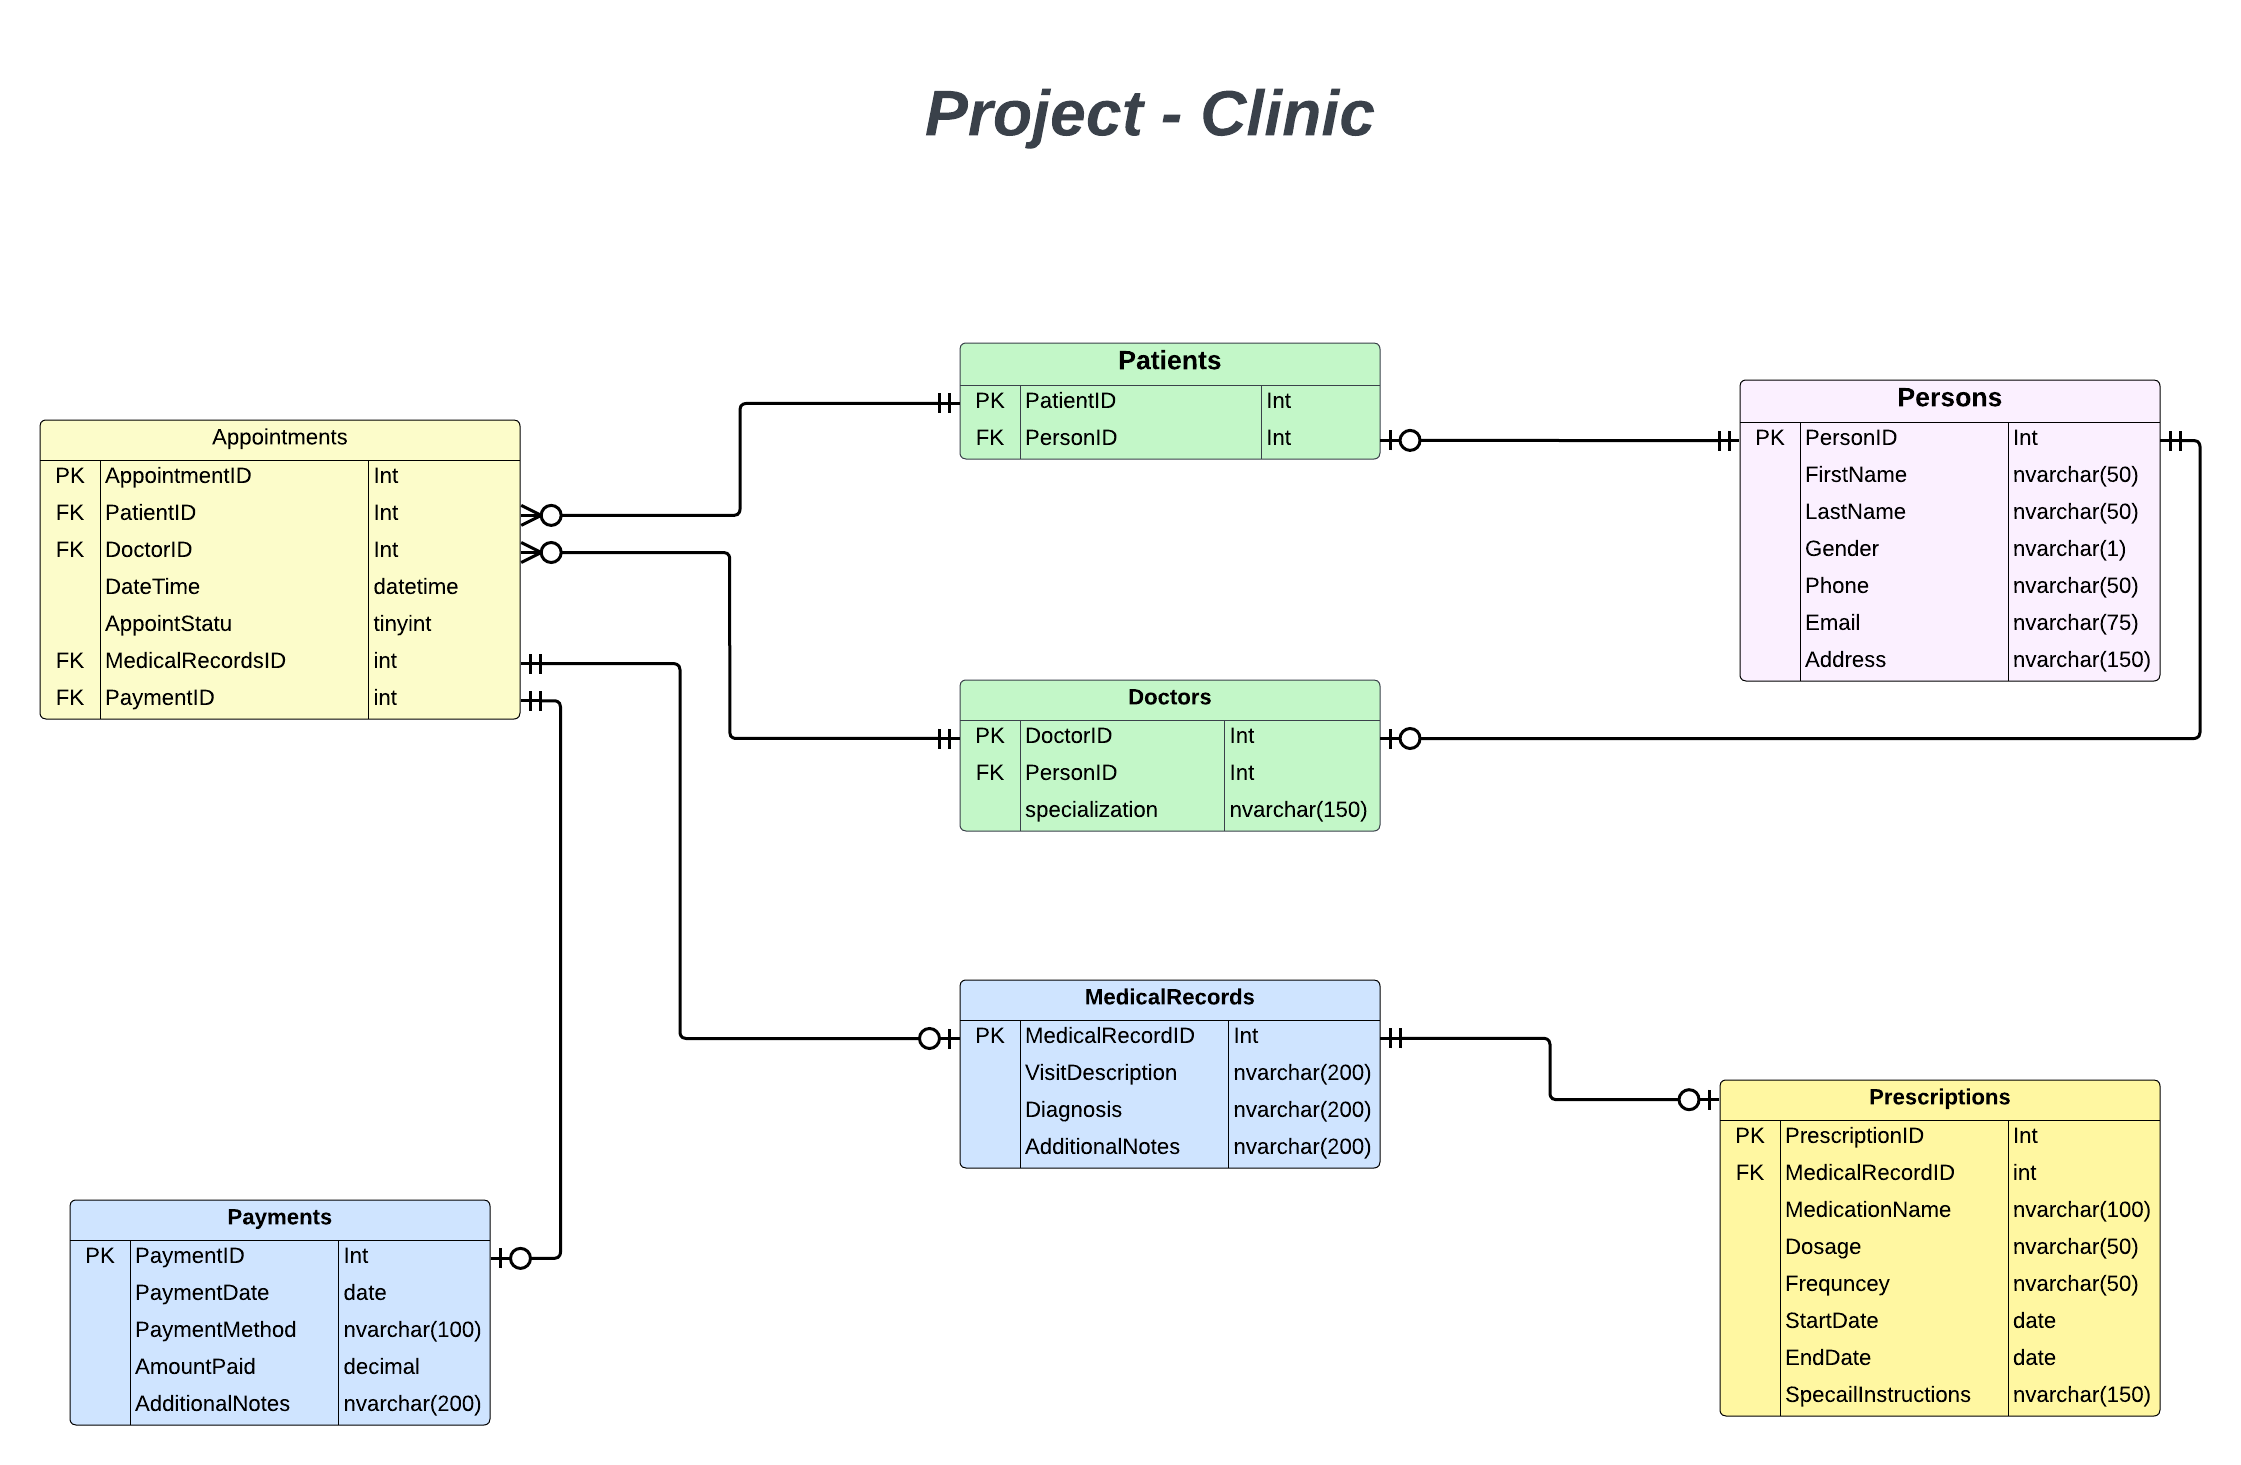 Project - Clinic
Appointments
PK AppointmentID Int
FK PatientID Int
FK DoctorID Int
DateTime datetime
AppointStatu tinyint
FK MedicalRecordsID int
FK PaymentID int
Patients
PK PatientID Int
FK PersonID Int
Persons
PK PersonID Int
FirstName nvarchar(50)
LastName nvarchar(50)
Gender nvarchar(1)
Phone nvarchar(50)
Email nvarchar(75)
Address nvarchar(150)
Doctors
PK DoctorID Int
FK PersonID Int
specialization nvarchar(150)
MedicalRecords
PK MedicalRecordID Int
VisitDescription nvarchar(200)
Diagnosis nvarchar(200)
AdditionalNotes nvarchar(200)
Payments
PK PaymentID Int
PaymentDate date
PaymentMethod nvarchar(100)
AmountPaid decimal
AdditionalNotes nvarchar(200)
Prescriptions
PK PrescriptionID Int
FK MedicalRecordID int
MedicationName nvarchar(100)
Dosage nvarchar(50)
Frequncey nvarchar(50)
StartDate date
EndDate date
SpecailInstructions nvarchar(150)